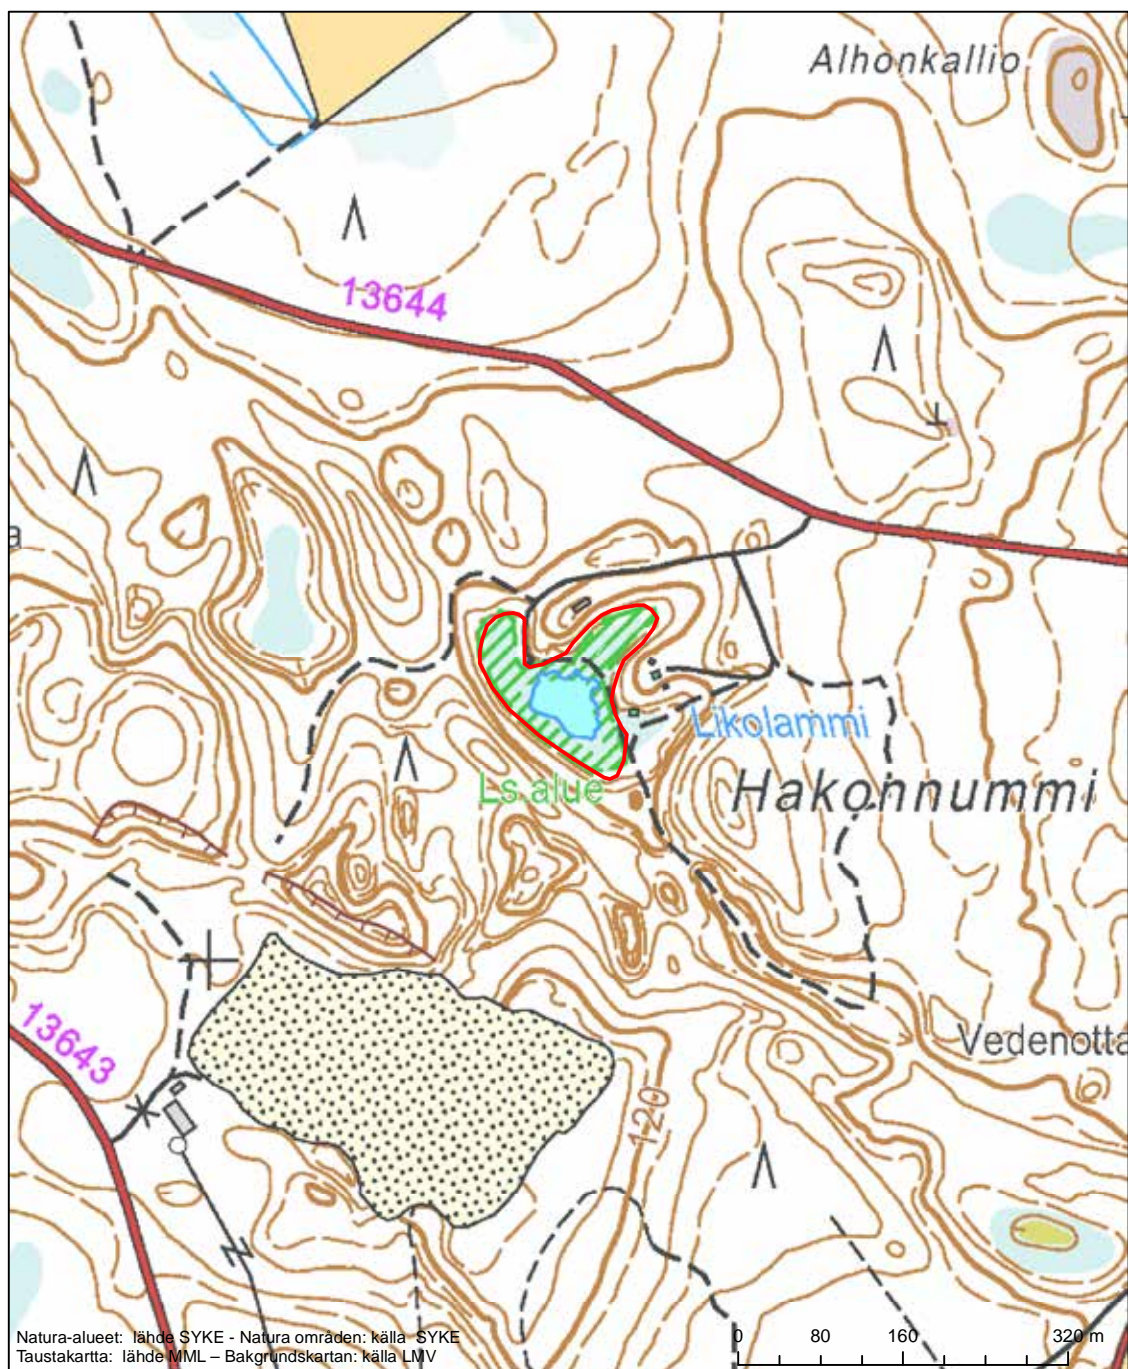 Alhonkallio
13644
a
Likolammi
Ls.alue
Hakonnummi
13643
Vedenotta
120
Natura-alueet: lähde SYKE - Natura områden: källa SYKE
Taustakartta: lähde MML – Bakgrundskartan: källa LMV
0 80 160 320 m